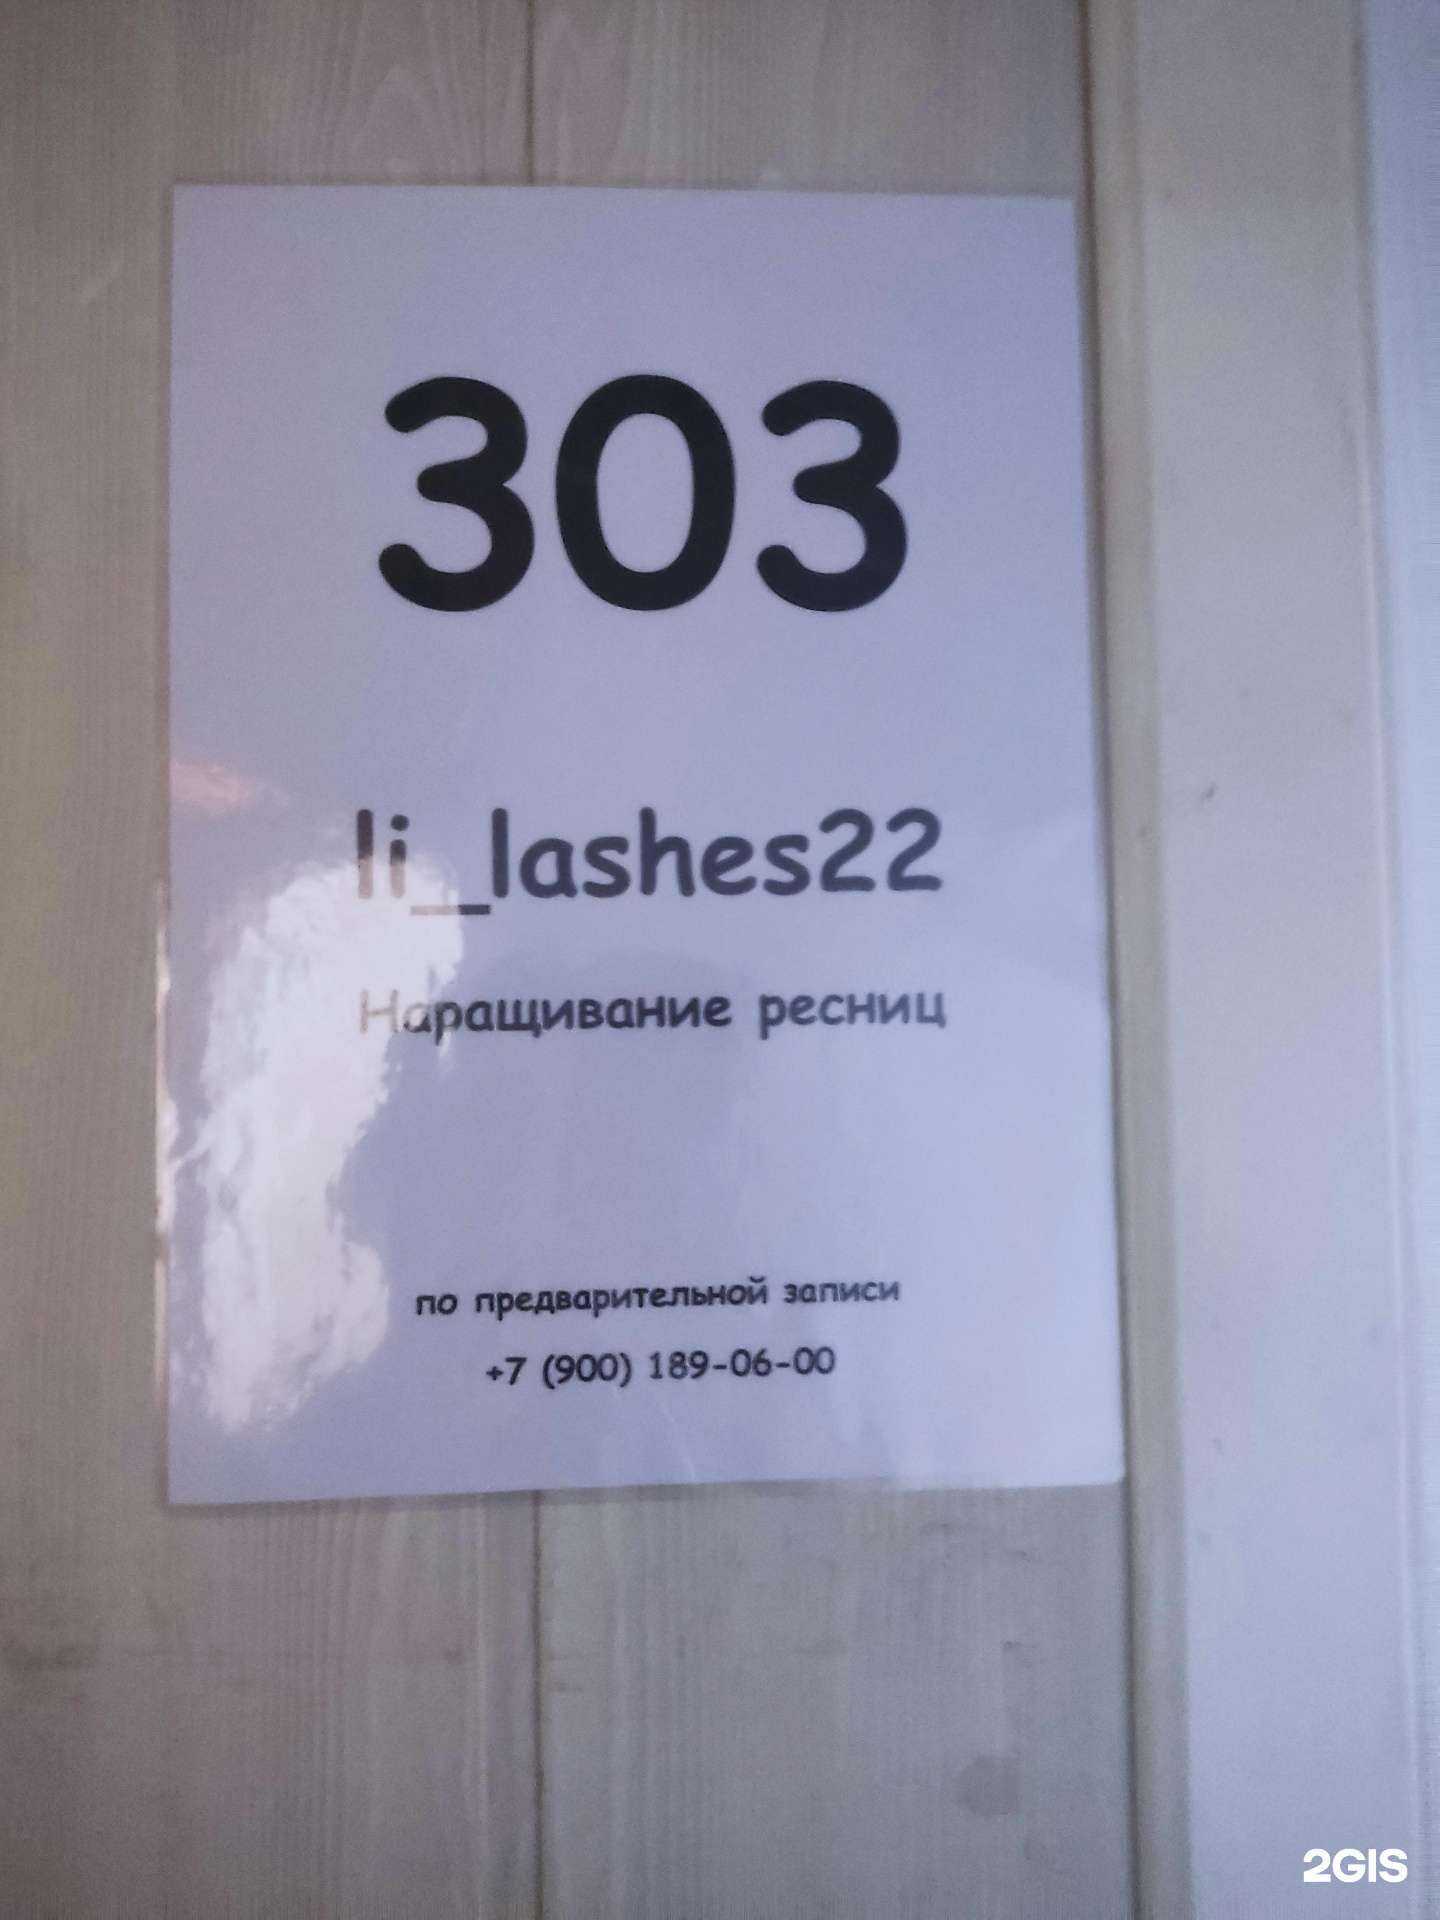 303
li_lashes22
Наращивание ресниц
по предварительной записи
+7 (900) 189-06-00
2GIS